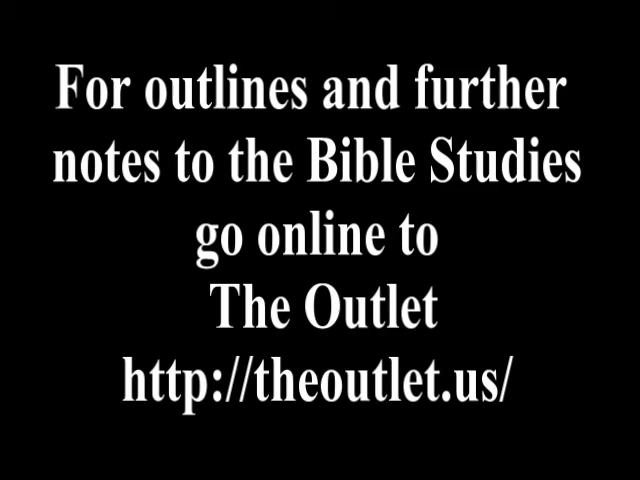 For outlines and further
notes to the Bible Studies
go online to
The Outlet
http://theoutlet.us/